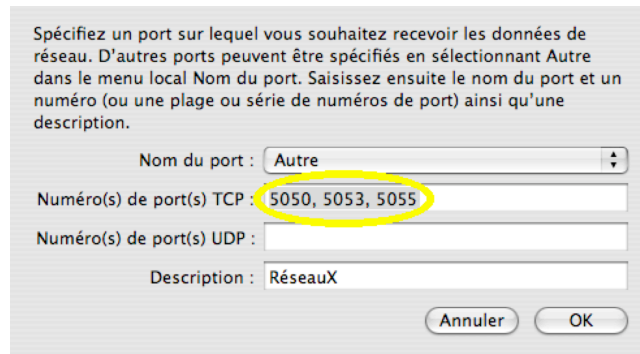 Spécifiez un port sur lequel vous souhaitez recevoir les données de
réseau. D'autres ports peuvent être spécifiés en sélectionnant Autre
dans le menu local Nom du port. Saisissez ensuite le nom du port et un
numéro (ou une plage ou série de numéros de port) ainsi qu'une
description.
Nom du port : Autre
Numéro(s) de port(s) TCP : 5050, 5053, 5055
Numéro(s) de port(s) UDP :
Description : RéseauX
Annuler OK